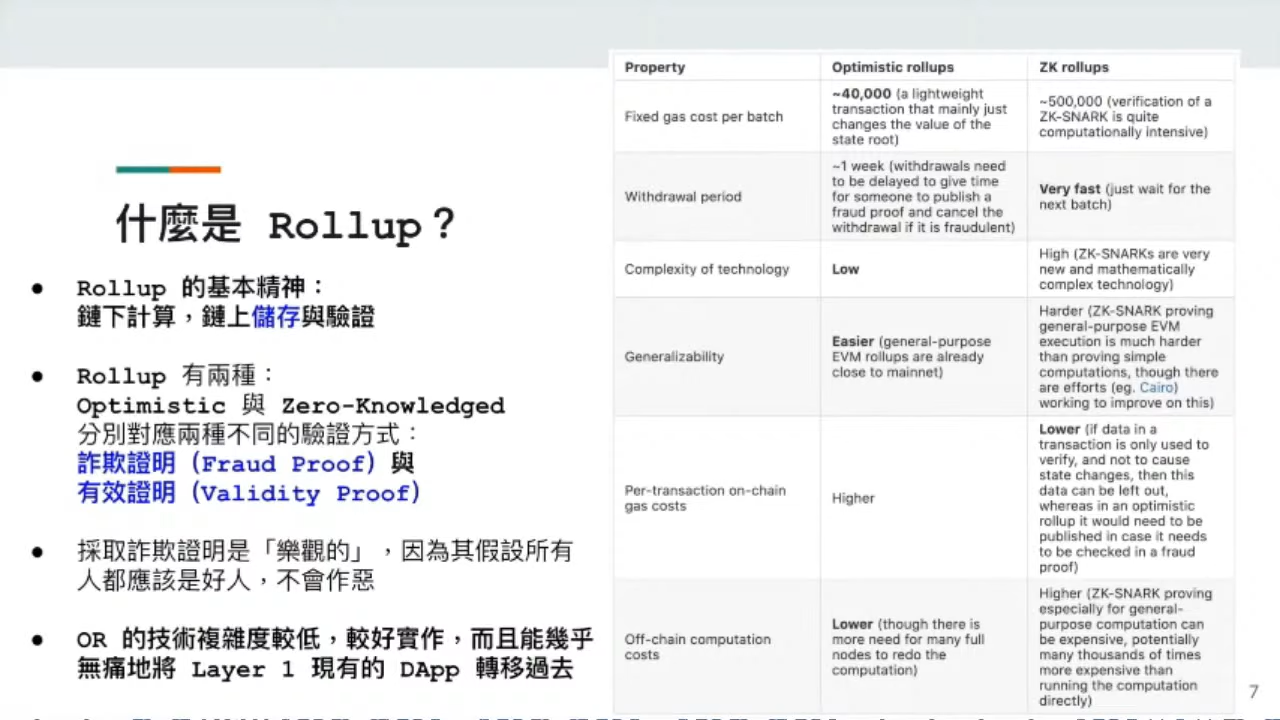 什麼是 Rollup？
● Rollup 的基本精神：
鏈下計算，鏈上儲存與驗證
● Rollup 有兩種：
Optimistic 與 Zero-Knowledged
分別對應兩種不同的驗證方式：
詐欺證明（Fraud Proof）與
有效證明（Validity Proof）
● 採取詐欺證明是「樂觀的」，因為其假設所有
人都應該是好人，不會作惡
● OR 的技術複雜度較低，較好實作，而且能幾乎
無痛地將 Layer 1 現有的 DApp 轉移過去
Property
Optimistic rollups
ZK rollups
Fixed gas cost per batch
~40,000 (a lightweight
transaction that mainly just
changes the value of the
state root)
~500,000 (verification of a
ZK-SNARK is quite
computationally intensive)
Withdrawal period
~1 week (withdrawals need
to be delayed to give time
for someone to publish a
fraud proof and cancel the
withdrawal if it is fraudulent)
Very fast (just wait for the
next batch)
Complexity of technology
Low
High (ZK-SNARKs are very
new and mathematically
complex technology)
Generalizability
Easier (general-purpose
EVM rollups are already
close to mainnet)
Harder (ZK-SNARK proving
general-purpose EVM
execution is much harder
than proving simple
computations, though there
are efforts (eg. Cairo)
working to improve on this)
Per-transaction on-chain
gas costs
Higher
Lower (if data in a
transaction is only used to
verify, and not to cause
state changes, then this
data can be left out,
whereas in an optimistic
rollup it would need to be
published in case it needs
to be checked in a fraud
proof)
Off-chain computation
costs
Lower (though there is
more need for many full
nodes to redo the
computation)
Higher (ZK-SNARK proving
especially for general-
purpose computation can
be expensive, potentially
many thousands of times
more expensive than
running the computation
directly)
7